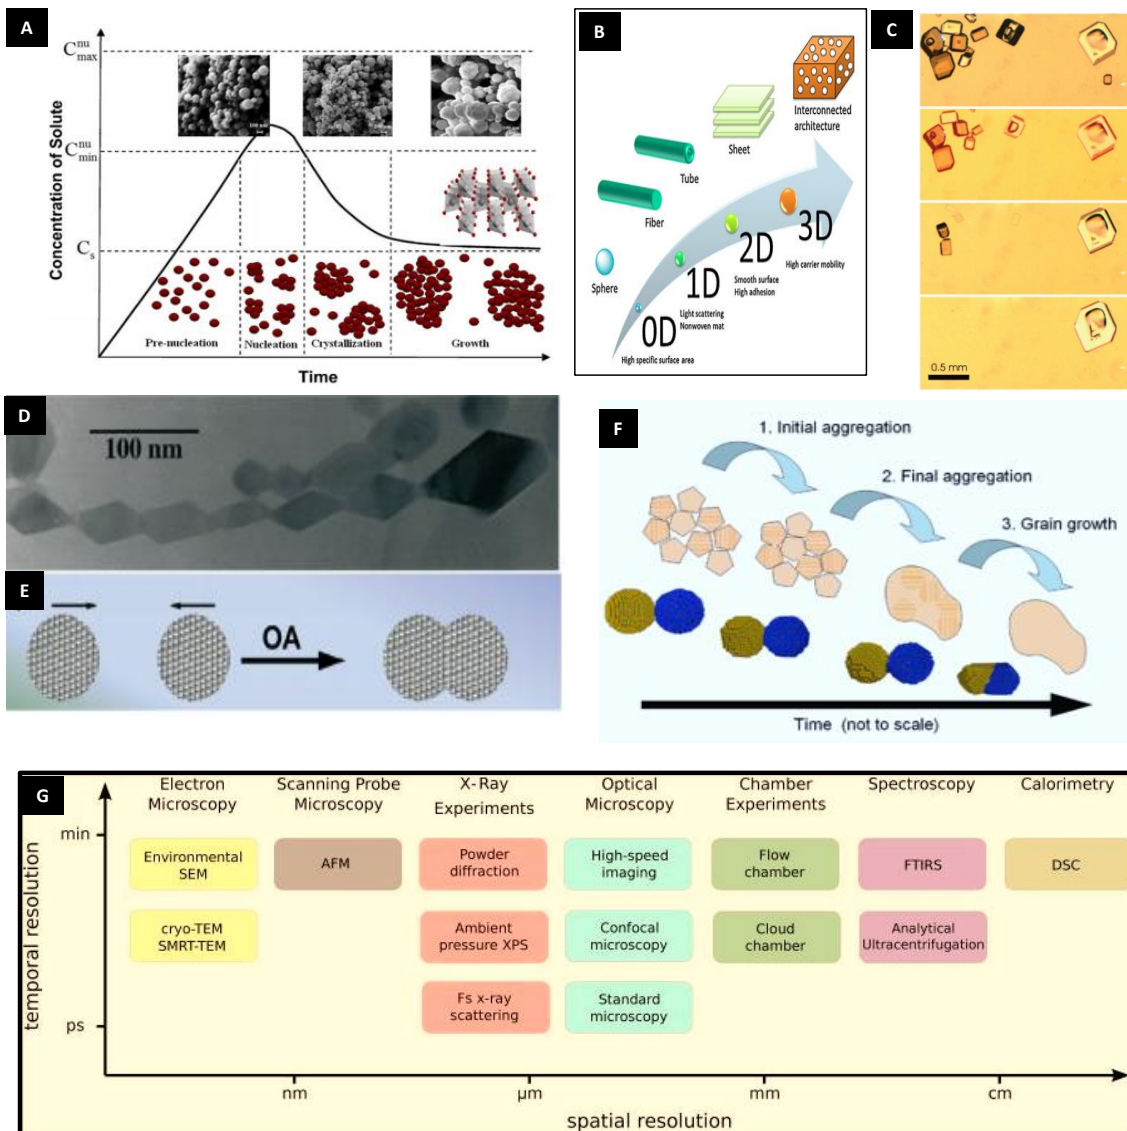 A
C nu max
C nu min
C s
Concentration of Solute
Pre-nucleation
Nucleation
Crystallization
Growth
Time
B
Interconnected
architecture
Sheet
Tube
Fiber
Sphere
3D
High carrier mobility
2D
Smooth surface
High adhesion
1D
Light scattering
Nonwoven mat
0D
High specific surface area
C
0.5 mm
D
100 nm
E
OA
F
1. Initial aggregation
2. Final aggregation
3. Grain growth
Time (not to scale)
G
Electron
Microscopy
Scanning Probe
Microscopy
X-Ray
Experiments
Optical
Microscopy
Chamber
Experiments
Spectroscopy
Calorimetry
temporal resolution
min
ps
Environmental
SEM
AFM
Powder
diffraction
High-speed
imaging
Flow
chamber
FTIRS
DSC
cryo-TEM
SMRT-TEM
Ambient
pressure XPS
Confocal
microscopy
Cloud
chamber
Analytical
Ultracentrifugation
Fs x-ray
scattering
Standard
microscopy
nm
µm
mm
cm
spatial resolution